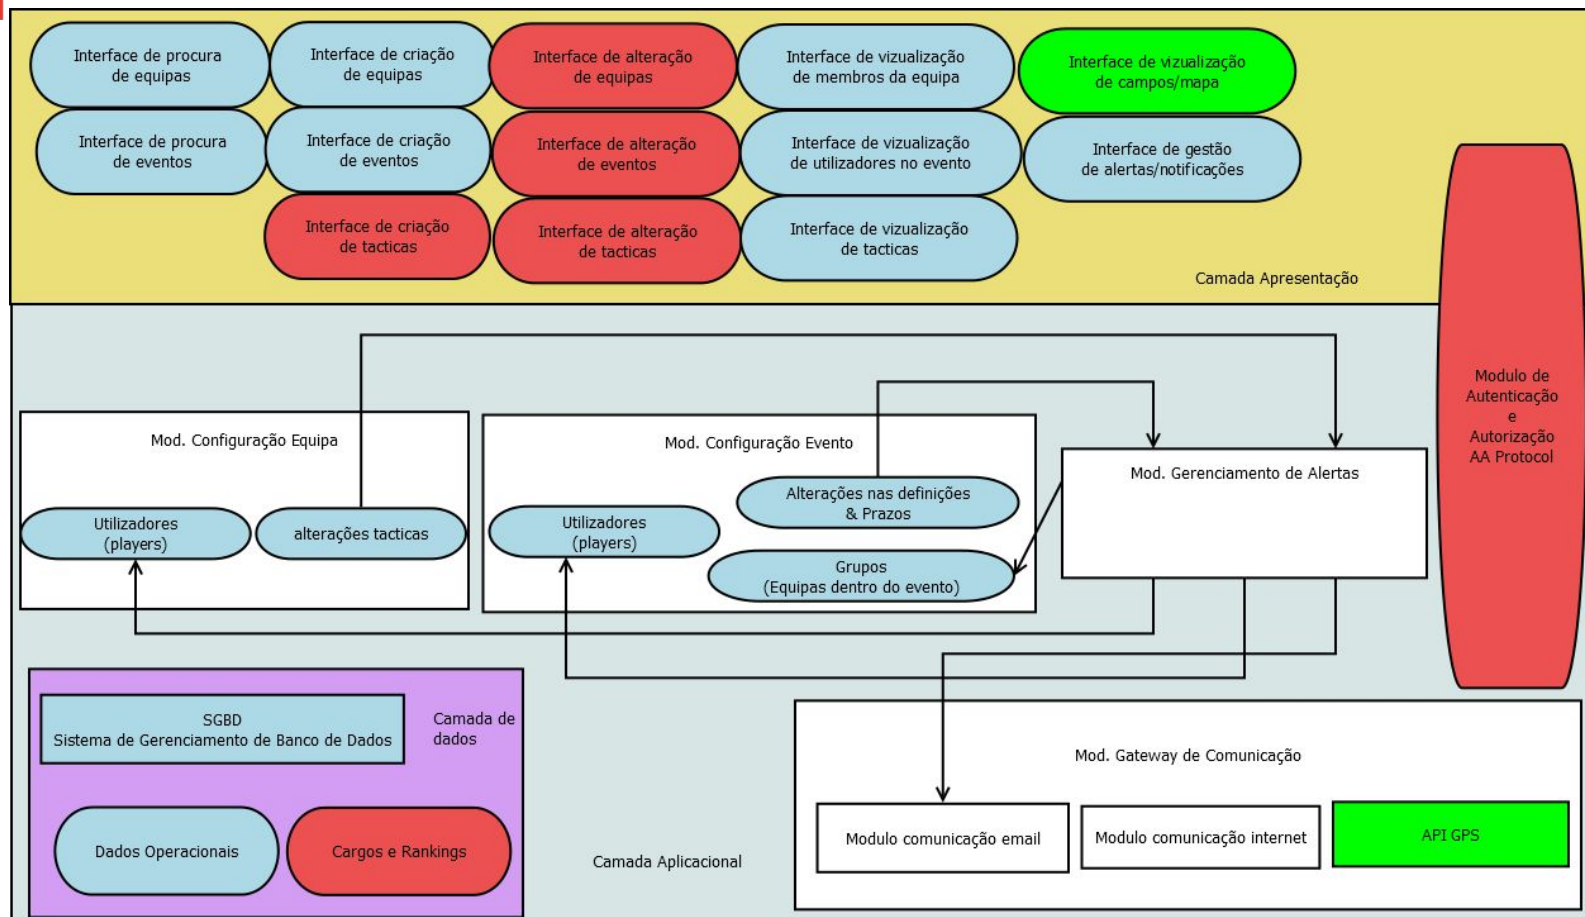 Interface de procura
de equipas
Interface de criação
de equipas
Interface de alteração
de equipas
Interface de vizualização
de membros da equipa
Interface de vizualização
de campos/mapa
Interface de procura
de eventos
Interface de criação
de eventos
Interface de alteração
de eventos
Interface de vizualização
de utilizadores no evento
Interface de gestão
de alertas/notificações
Interface de criação
de tacticas
Interface de alteração
de tacticas
Interface de vizualização
de tacticas
Camada Apresentação
Modulo de
Autenticação
e
Autorização
AA Protocol
Mod. Configuração Equipa
Utilizadores
(players)
alterações tacticas
Mod. Configuração Evento
Utilizadores
(players)
Alterações nas definições
& Prazos
Grupos
(Equipas dentro do evento)
Mod. Gerenciamento de Alertas
SGBD
Sistema de Gerenciamento de Banco de Dados
Camada de
dados
Dados Operacionais
Cargos e Rankings
Camada Aplicacional
Mod. Gateway de Comunicação
Modulo comunicação email
Modulo comunicação internet
API GPS